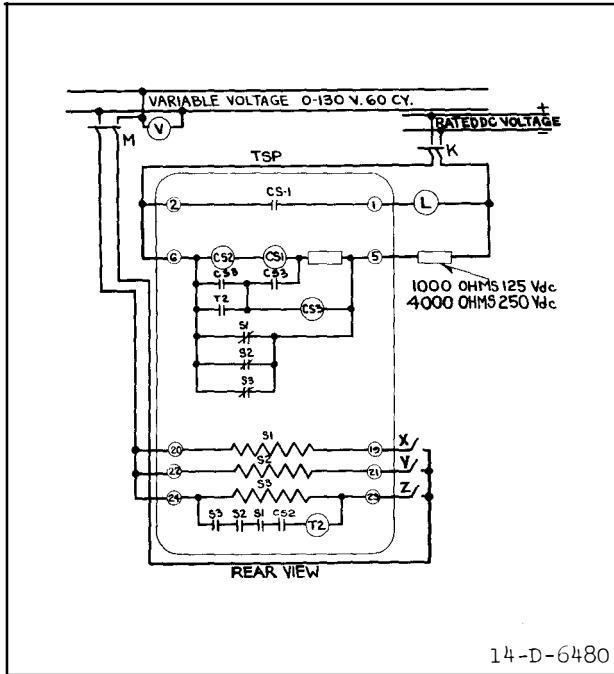 VARIABLE VOLTAGE 0-130 V. 60 CY.
+
RATED DC VOLTAGE
−
M
V
K
TSP
2
CS-1
1
L
6
CS2
CS1
5
CS3
CS3
1000 OHMS 125 Vdc
4000 OHMS 250 Vdc
T2
CS3
S1
S2
S3
20
S1
19
X
22
S2
21
Y
24
S3
23
Z
S3
S2
S1
CS2
T2
REAR VIEW
14-D-6480